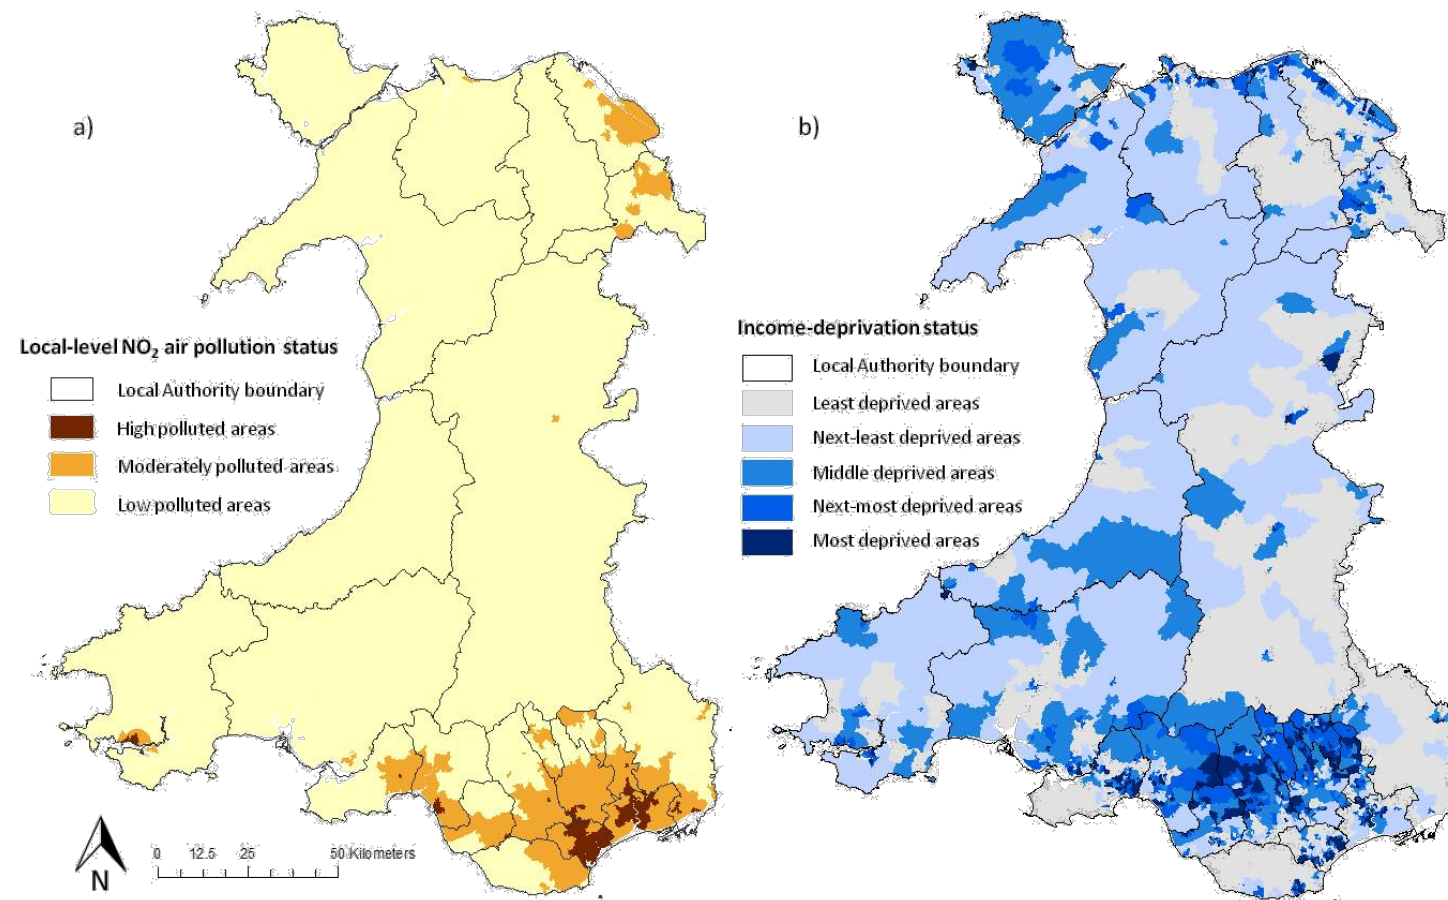 a)
Local-level NO₂ air pollution status
Local Authority boundary
High polluted areas
Moderately polluted areas
Low polluted areas
N
0 12.5 25 50 Kilometers
b)
Income-deprivation status
Local Authority boundary
Least deprived areas
Next-least deprived areas
Middle deprived areas
Next-most deprived areas
Most deprived areas